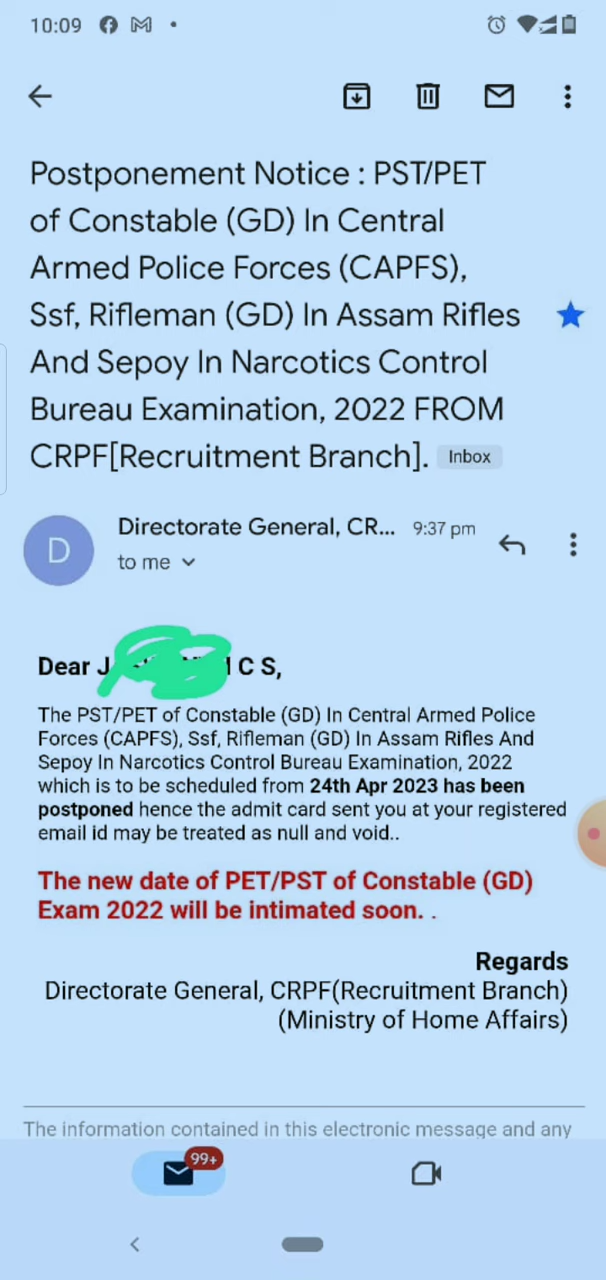 10:09
Postponement Notice : PST/PET
of Constable (GD) In Central
Armed Police Forces (CAPFS),
Ssf, Rifleman (GD) In Assam Rifles
And Sepoy In Narcotics Control
Bureau Examination, 2022 FROM
CRPF[Recruitment Branch]. Inbox
D
Directorate General, CR... 9:37 pm
to me
Dear J C S,
The PST/PET of Constable (GD) In Central Armed Police
Forces (CAPFS), Ssf, Rifleman (GD) In Assam Rifles And
Sepoy In Narcotics Control Bureau Examination, 2022
which is to be scheduled from 24th Apr 2023 has been
postponed hence the admit card sent you at your registered
email id may be treated as null and void..
The new date of PET/PST of Constable (GD)
Exam 2022 will be intimated soon. .
Regards
Directorate General, CRPF(Recruitment Branch)
(Ministry of Home Affairs)
The information contained in this electronic message and any
99+